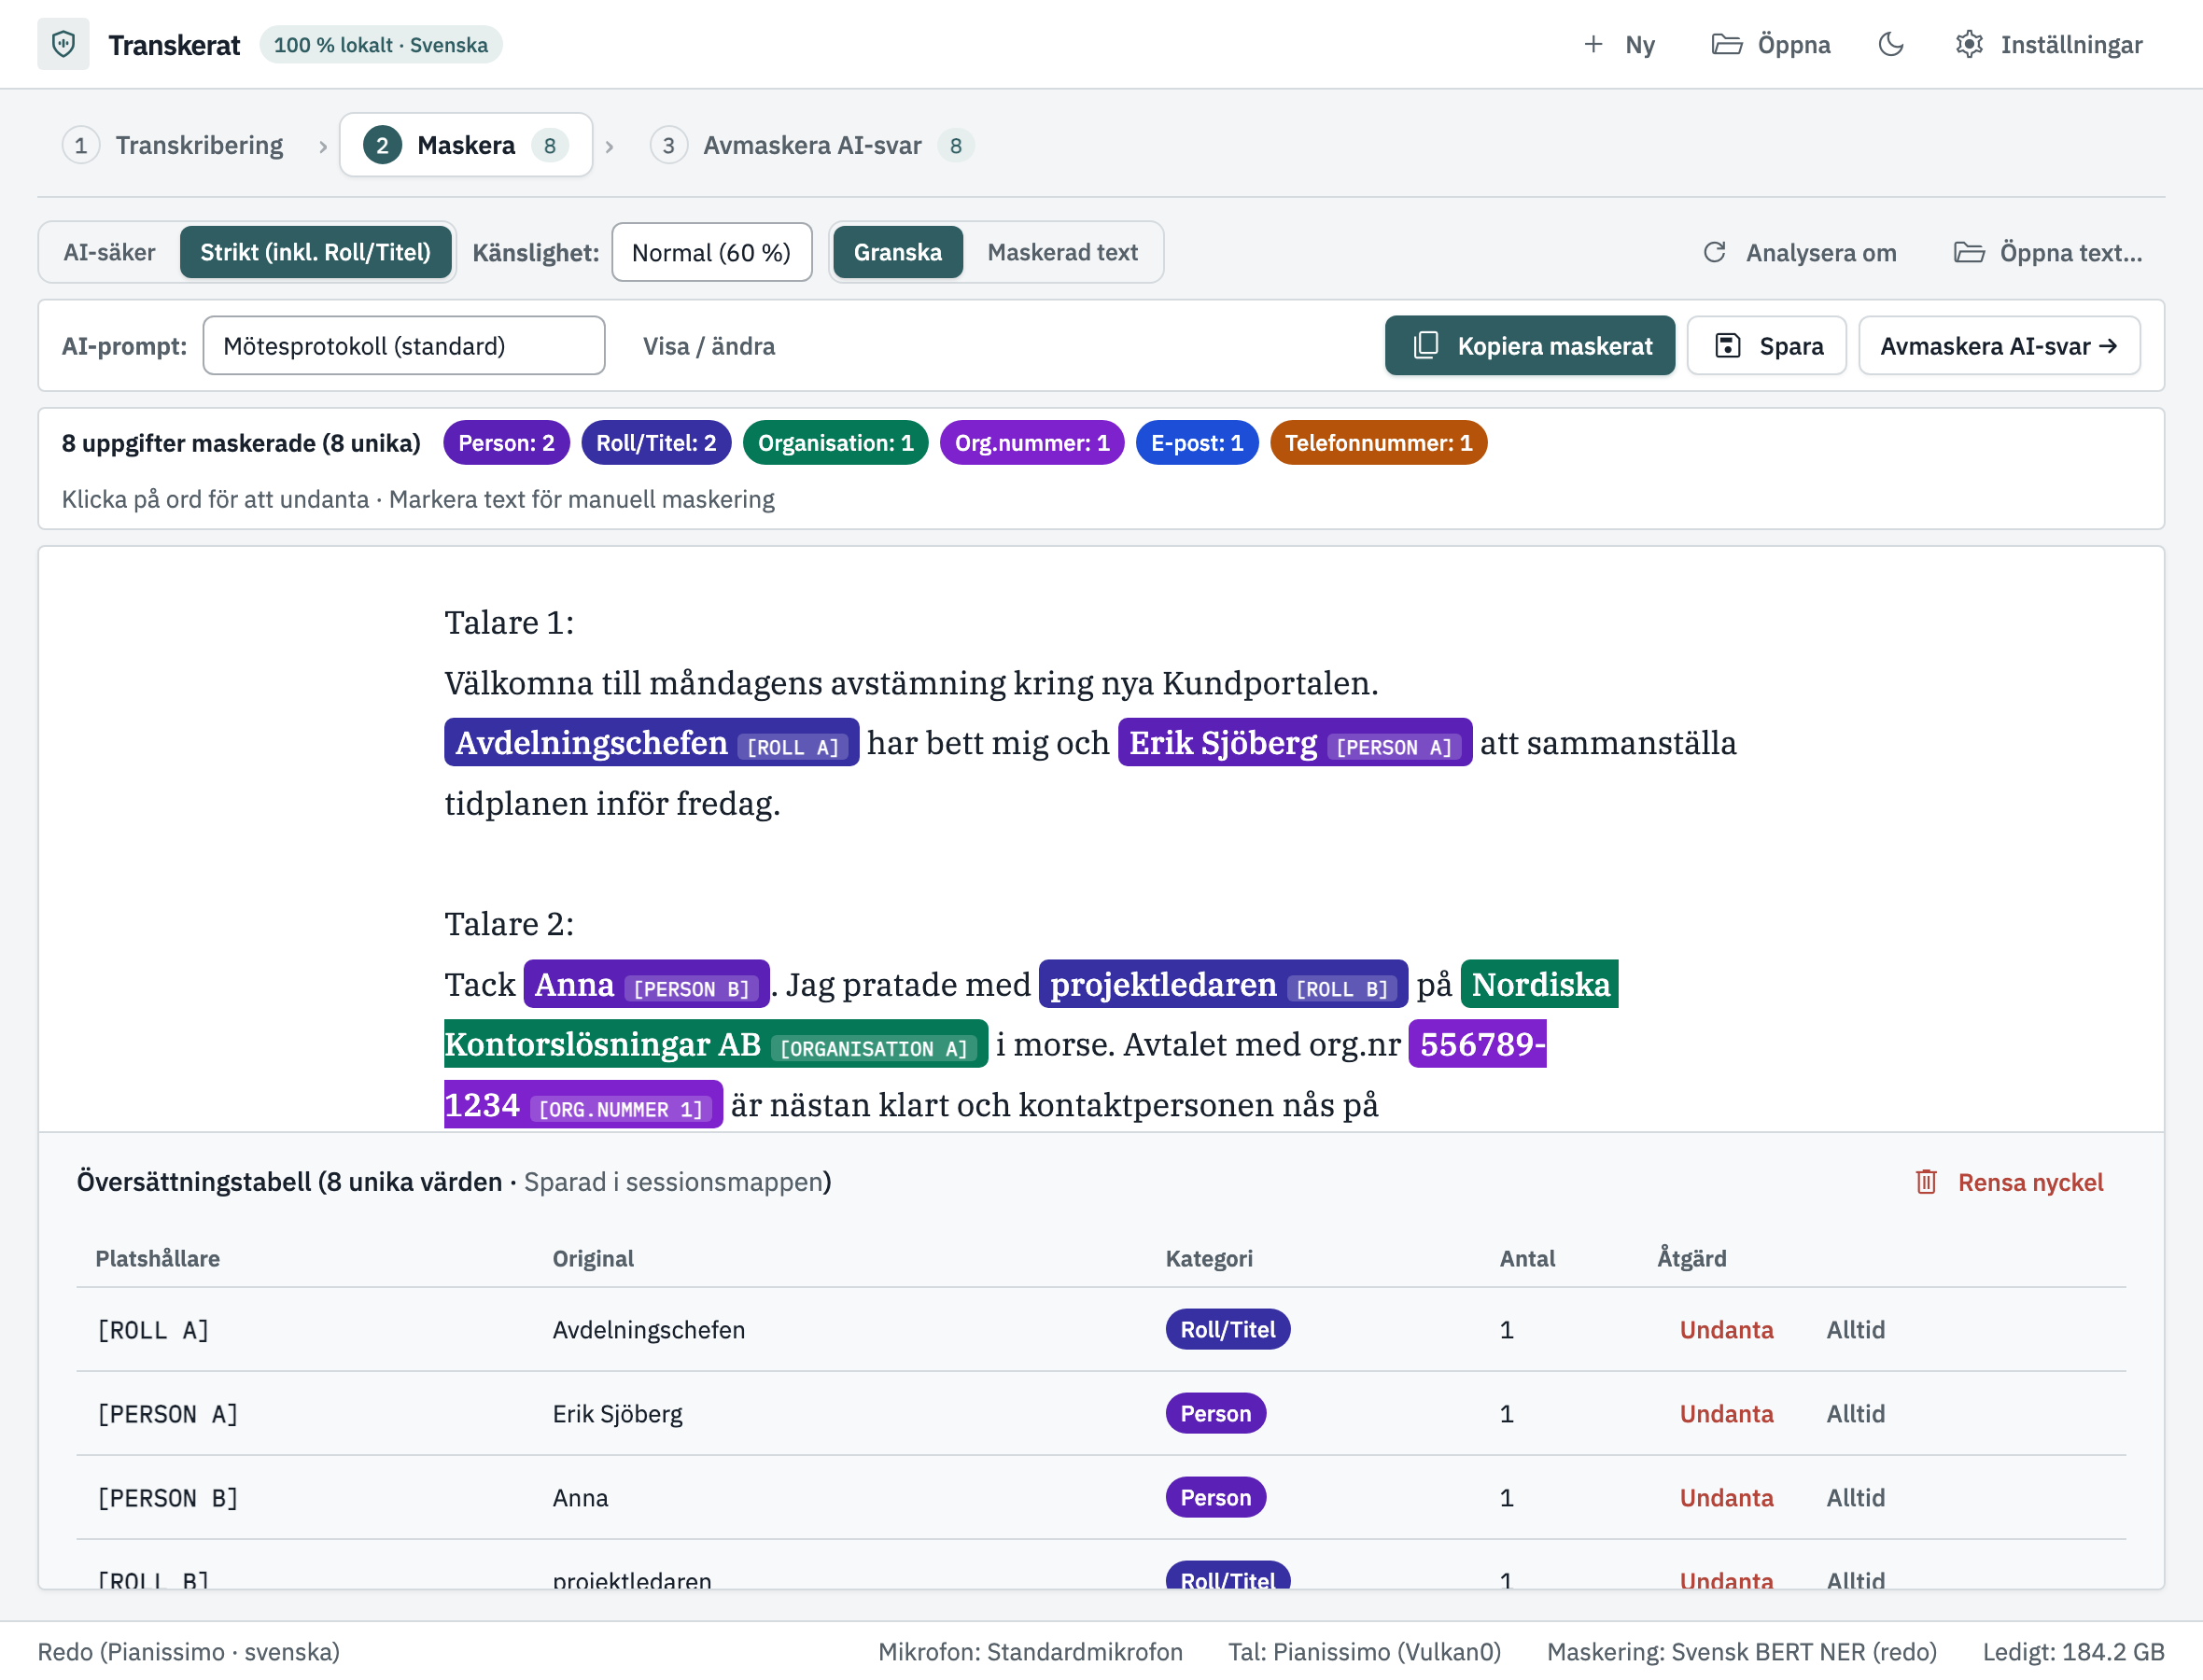 Transkerat 100 % lokalt · Svenska + Ny Öppna Inställningar
1 Transkribering › 2 Maskera 8 › 3 Avmaskera AI-svar 8
AI-säker Strikt (inkl. Roll/Titel) Känslighet: Normal (60 %) Granska Maskerad text Analysera om Öppna text...
AI-prompt: Mötesprotokoll (standard) Visa / ändra Kopiera maskerat Spara Avmaskera AI-svar →
8 uppgifter maskerade (8 unika) Person: 2 Roll/Titel: 2 Organisation: 1 Org.nummer: 1 E-post: 1 Telefonnummer: 1
Klicka på ord för att undanta · Markera text för manuell maskering
Talare 1:
Välkomna till måndagens avstämning kring nya Kundportalen.
Avdelningschefen [ROLL A] har bett mig och Erik Sjöberg [PERSON A] att sammanställa
tidplanen inför fredag.
Talare 2:
Tack Anna [PERSON B]. Jag pratade med projektledaren [ROLL B] på Nordiska
Kontorslösningar AB [ORGANISATION A] i morse. Avtalet med org.nr 556789-
1234 [ORG.NUMMER 1] är nästan klart och kontaktpersonen nås på
Översättningstabell (8 unika värden · Sparad i sessionsmappen) Rensa nyckel
Platshållare Original Kategori Antal Åtgärd
[ROLL A] Avdelningschefen Roll/Titel 1 Undanta Alltid
[PERSON A] Erik Sjöberg Person 1 Undanta Alltid
[PERSON B] Anna Person 1 Undanta Alltid
[ROLL B] projektledaren Roll/Titel 1 Undanta Alltid
Redo (Pianissimo · svenska) Mikrofon: Standardmikrofon Tal: Pianissimo (Vulkan0) Maskering: Svensk BERT NER (redo) Ledigt: 184.2 GB